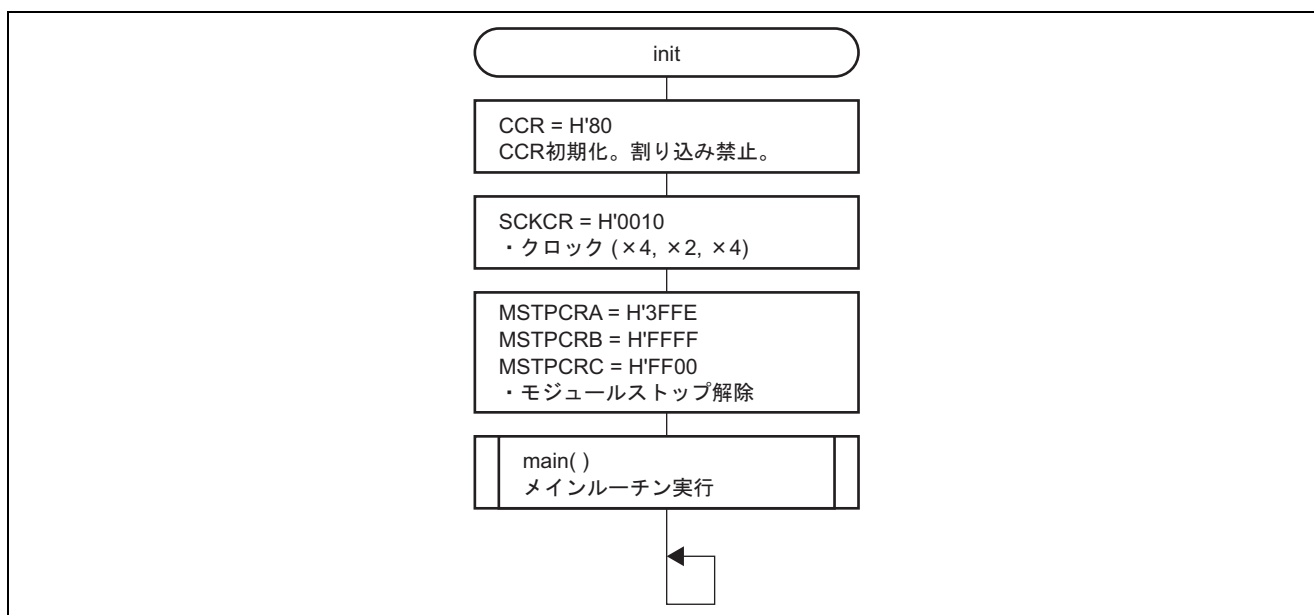 init
CCR = H'80
CCR初期化。割り込み禁止。
SCKCR = H'0010
・クロック (×4, ×2, ×4)
MSTPCRA = H'3FFE
MSTPCRB = H'FFFF
MSTPCRC = H'FF00
・モジュールストップ解除
main( )
メインルーチン実行